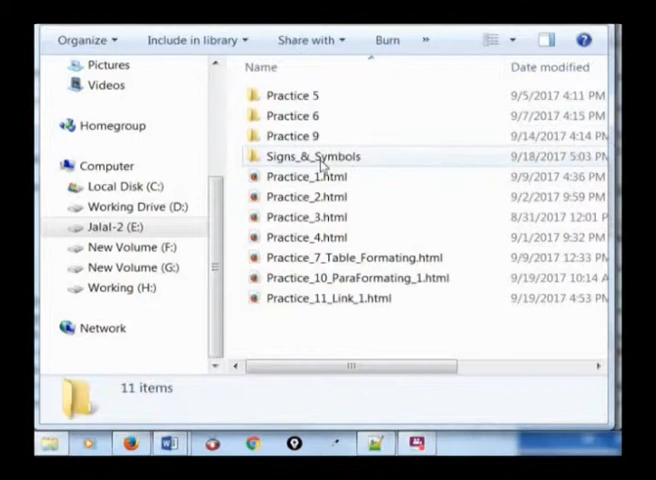 Organize Include in library Share with Burn »
Name Date modified
Pictures
Videos
Homegroup
Computer
Local Disk (C:)
Working Drive (D:)
Jalal-2 (E:)
New Volume (F:)
New Volume (G:)
Working (H:)
Network
Practice 5 9/5/2017 4:11 PM
Practice 6 9/7/2017 4:15 PM
Practice 9 9/14/2017 4:14 PM
Signs_&_Symbols 9/18/2017 5:03 PM
Practice_1.html 9/9/2017 4:36 PM
Practice_2.html 9/2/2017 9:59 PM
Practice_3.html 8/31/2017 12:01 P
Practice_4.html 9/1/2017 9:32 PM
Practice_7_Table_Formating.html 9/9/2017 12:33 PM
Practice_10_ParaFormating_1.html 9/19/2017 10:14 A
Practice_11_Link_1.html 9/19/2017 4:53 PM
11 items